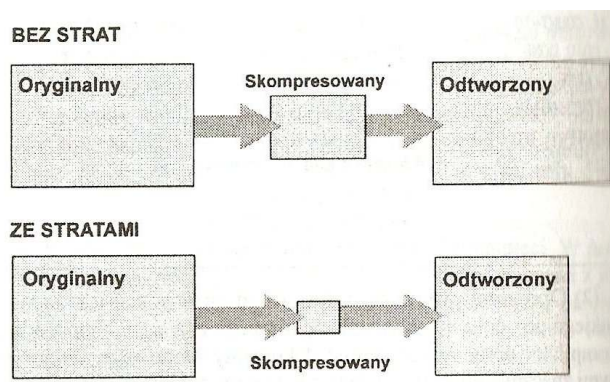 BEZ STRAT
Oryginalny
Skompresowany
Odtworzony
ZE STRATAMI
Oryginalny
Odtworzony
Skompresowany